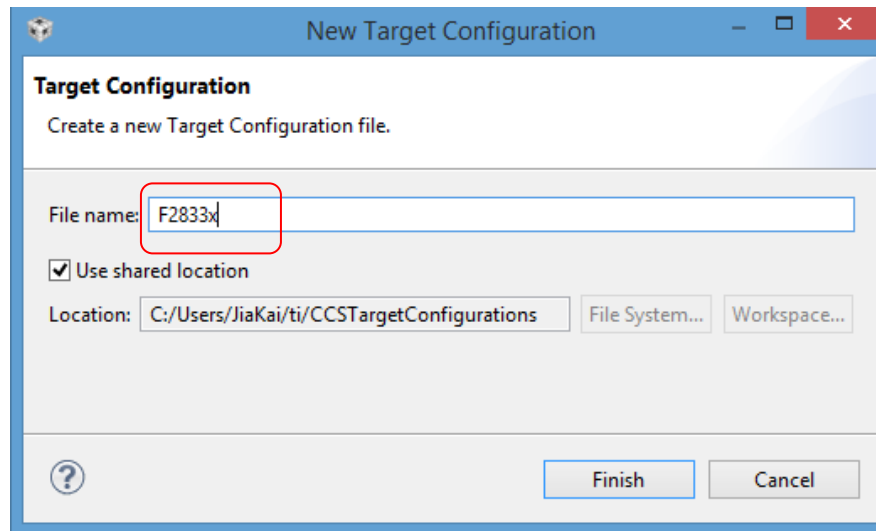 New Target Configuration
Target Configuration
Create a new Target Configuration file.
File name: F2833x
Use shared location
Location: C:/Users/JiaKai/ti/CCSTargetConfigurations File System... Workspace...
? Finish Cancel